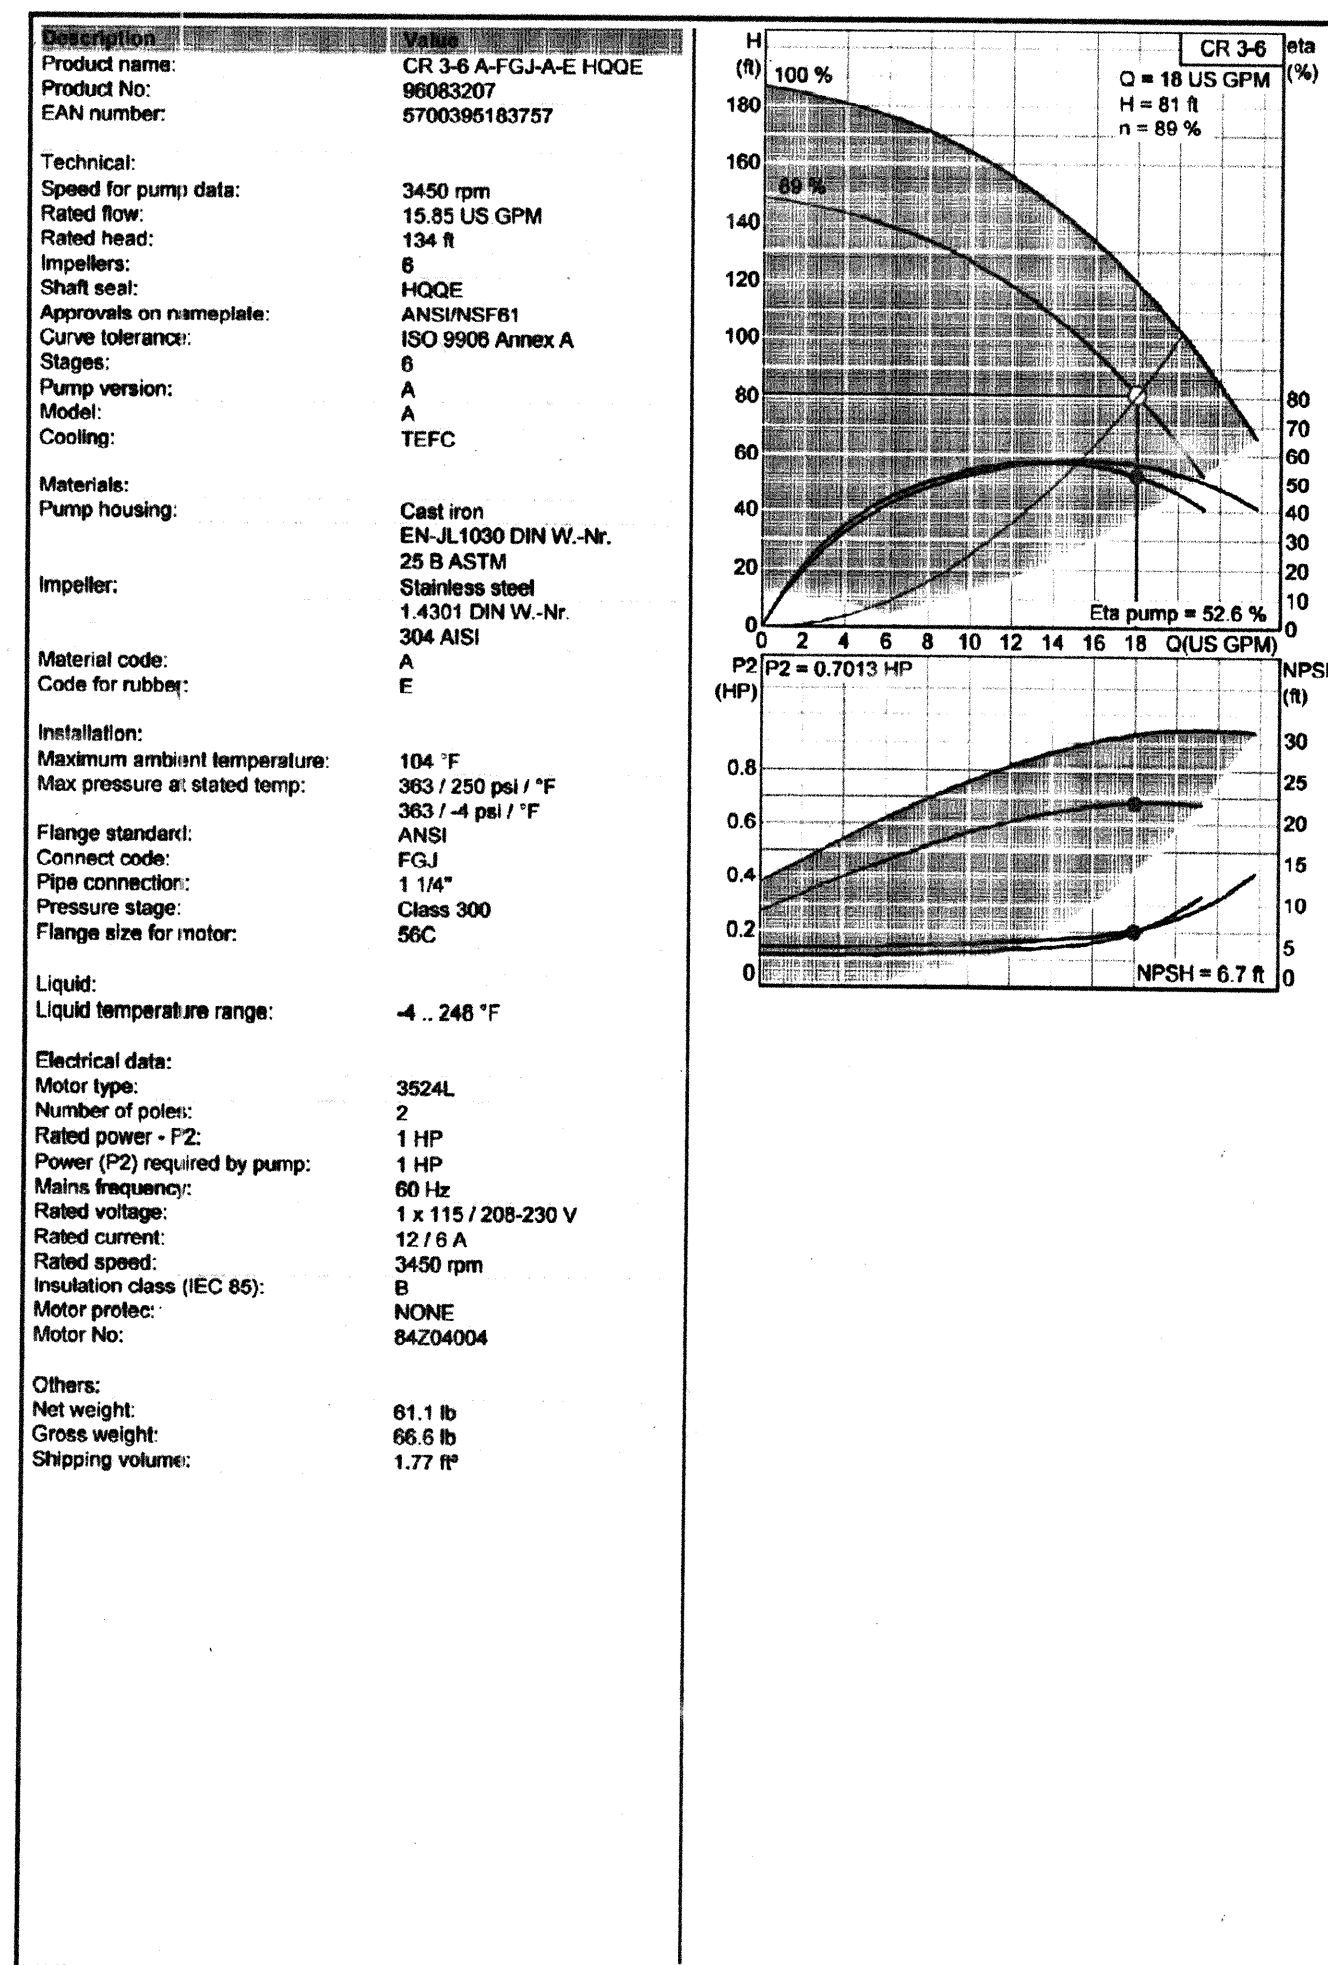 Description Value
Product name: CR 3-6 A-FGJ-A-E HQQE
Product No: 96083207
EAN number: 5700395183757
Technical:
Speed for pump data: 3450 rpm
Rated flow: 15.85 US GPM
Rated head: 134 ft
Impellers: 6
Shaft seal: HQQE
Approvals on nameplate: ANSI/NSF61
Curve tolerance: ISO 9906 Annex A
Stages: 6
Pump version: A
Model: A
Cooling: TEFC
Materials:
Pump housing: Cast iron
EN-JL1030 DIN W.-Nr.
25 B ASTM
Impeller: Stainless steel
1.4301 DIN W.-Nr.
304 AISI
Material code: A
Code for rubber: E
Installation:
Maximum ambient temperature: 104 °F
Max pressure at stated temp: 363 / 250 psi / °F
363 / -4 psi / °F
Flange standard: ANSI
Connect code: FGJ
Pipe connection: 1 1/4"
Pressure stage: Class 300
Flange size for motor: 56C
Liquid:
Liquid temperature range: -4 .. 248 °F
Electrical data:
Motor type: 3524L
Number of poles: 2
Rated power - P2: 1 HP
Power (P2) required by pump: 1 HP
Mains frequency: 60 Hz
Rated voltage: 1 x 115 / 208-230 V
Rated current: 12 / 6 A
Rated speed: 3450 rpm
Insulation class (IEC 85): B
Motor protec: NONE
Motor No: 84Z04004
Others:
Net weight: 61.1 lb
Gross weight: 66.6 lb
Shipping volume: 1.77 ft³
H CR 3-6 eta
(ft) 100 % Q = 18 US GPM (%)
180 H = 81 ft
n = 89 %
160
89 %
140
120
100
80 80
70
60 60
50
40 40
30
20 20
10
Eta pump = 52.6 %
0 0
0 2 4 6 8 10 12 14 16 18 Q(US GPM)
P2 P2 = 0.7013 HP NPSH
(HP) (ft)
30
0.8 25
0.6 20
15
0.4
10
0.2
5
0 NPSH = 6.7 ft 0